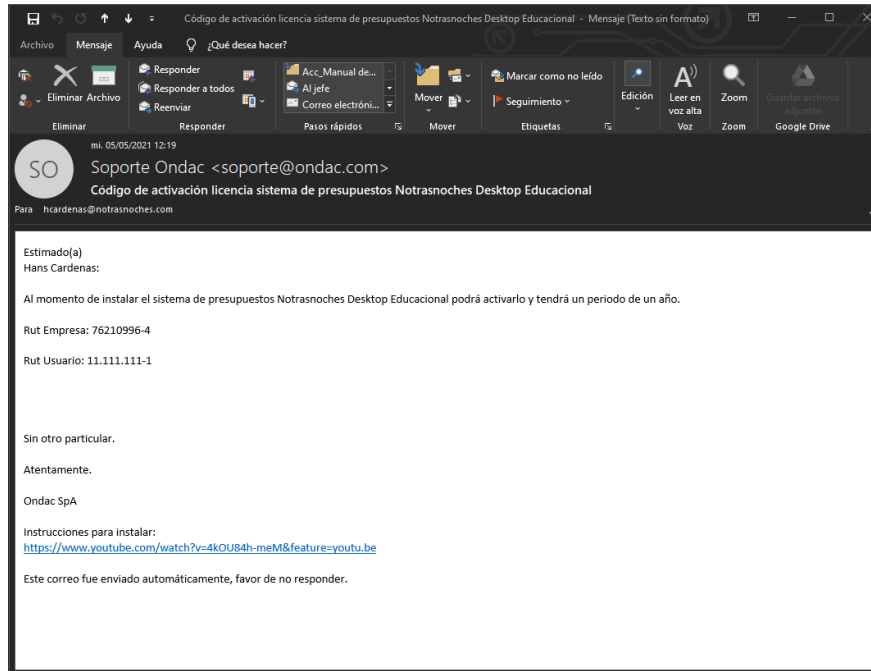 Código de activación licencia sistema de presupuestos Notrasnoches Desktop Educacional - Mensaje (Texto sin formato)
Archivo Mensaje Ayuda ¿Qué desea hacer?
Eliminar Archivo
Responder
Responder a todos
Reenviar
Acc_Manual de...
Al jefe
Correo electróni...
Mover
Marcar como no leído
Seguimiento
Edición
Leer en voz alta
Zoom
Guardar archivos adjuntos
Eliminar Responder Pasos rápidos Mover Etiquetas Voz Zoom Google Drive
mi. 05/05/2021 12:19
SO
Soporte Ondac <soporte@ondac.com>
Código de activación licencia sistema de presupuestos Notrasnoches Desktop Educacional
Para hcardenas@notrasnoches.com
Estimado(a)
Hans Cardenas:
Al momento de instalar el sistema de presupuestos Notrasnoches Desktop Educacional podrá activarlo y tendrá un periodo de un año.
Rut Empresa: 76210996-4
Rut Usuario: 11.111.111-1
Sin otro particular.
Atentamente.
Ondac SpA
Instrucciones para instalar:
https://www.youtube.com/watch?v=4kOU84h-meM&feature=youtu.be
Este correo fue enviado automáticamente, favor de no responder.